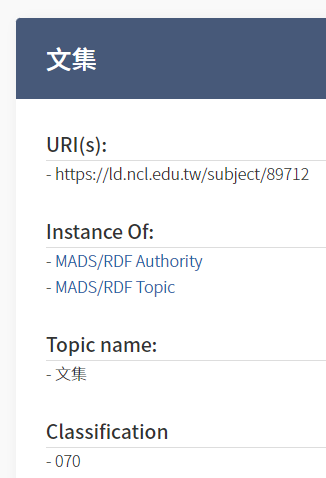 文集
URI(s):
- https://ld.ncl.edu.tw/subject/89712
Instance Of:
- MADS/RDF Authority
- MADS/RDF Topic
Topic name:
- 文集
Classification
- 070